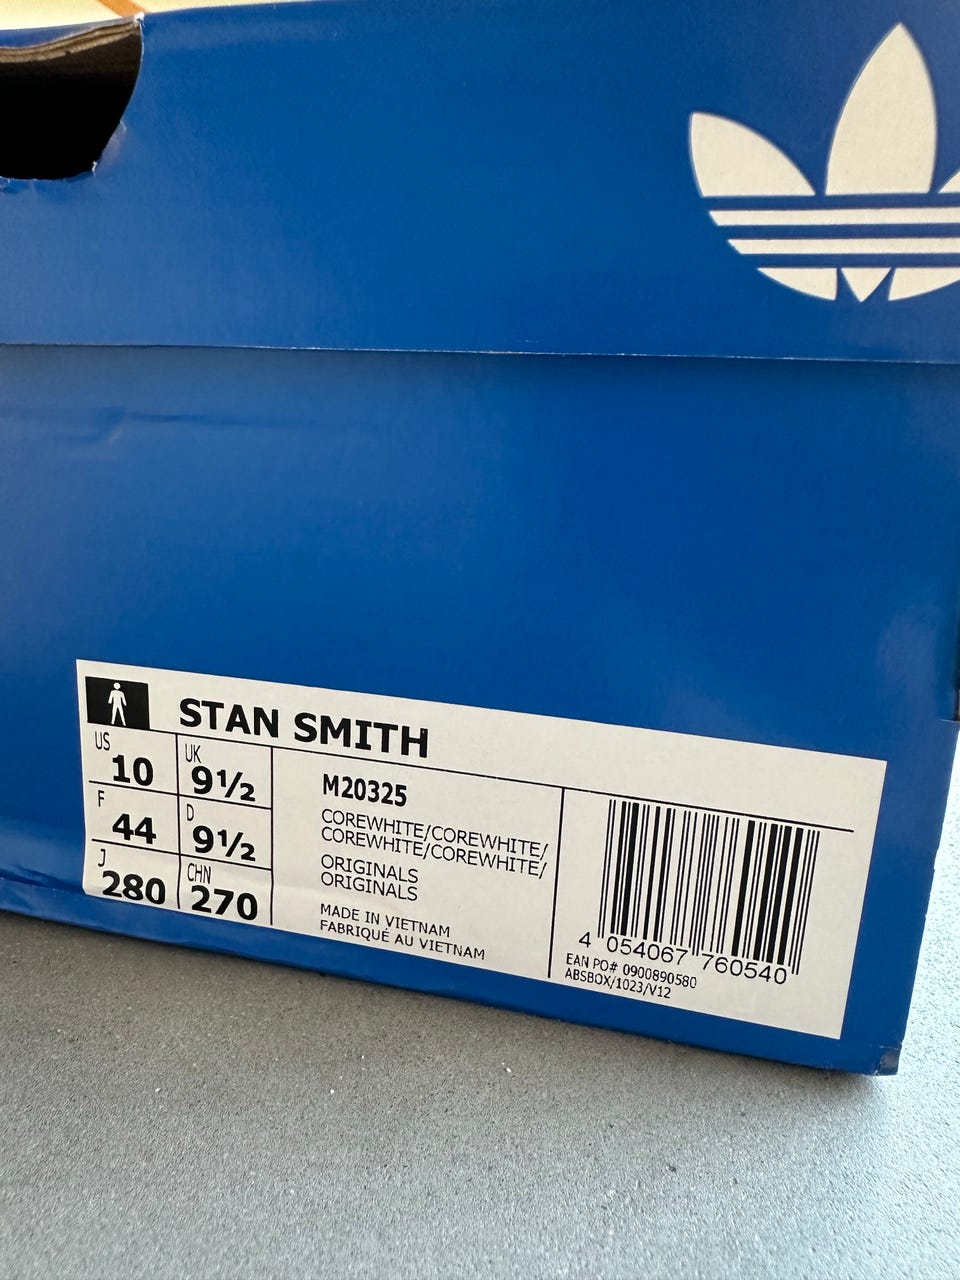 STAN SMITH
US 10 UK 9½
F 44 D 9½
J 280 CHN 270
M20325
COREWHITE/COREWHITE/
COREWHITE/COREWHITE/
ORIGINALS
ORIGINALS
MADE IN VIETNAM
FABRIQUÉ AU VIETNAM
4 054067 760540
EAN PO# 0900890580
ABSBOX/1023/V12